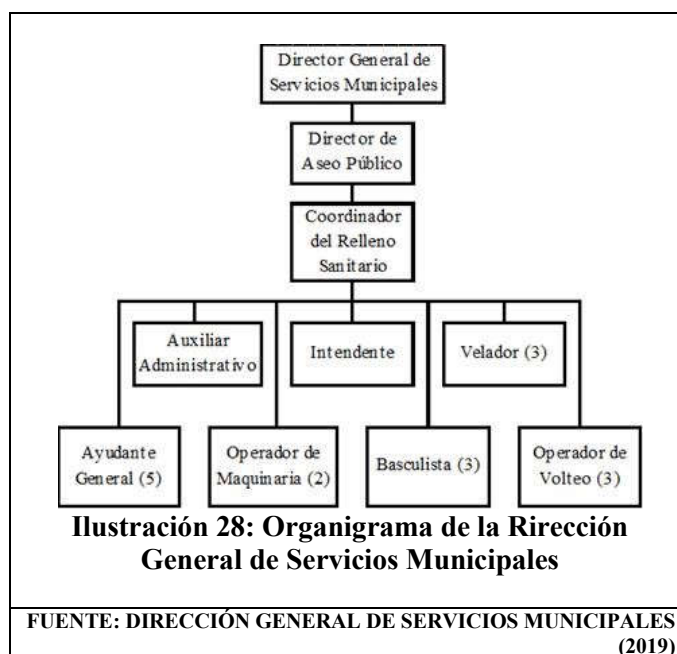 Director General de
Servicios Municipales
Director de
Aseo Público
Coordinador
del Relleno
Sanitario
Auxiliar
Administrativo
Intendente
Velador (3)
Ayudante
General (5)
Operador de
Maquinaria (2)
Basculista (3)
Operador de
Volteo (3)
Ilustración 28: Organigrama de la Rirección
General de Servicios Municipales
FUENTE: DIRECCIÓN GENERAL DE SERVICIOS MUNICIPALES
(2019)